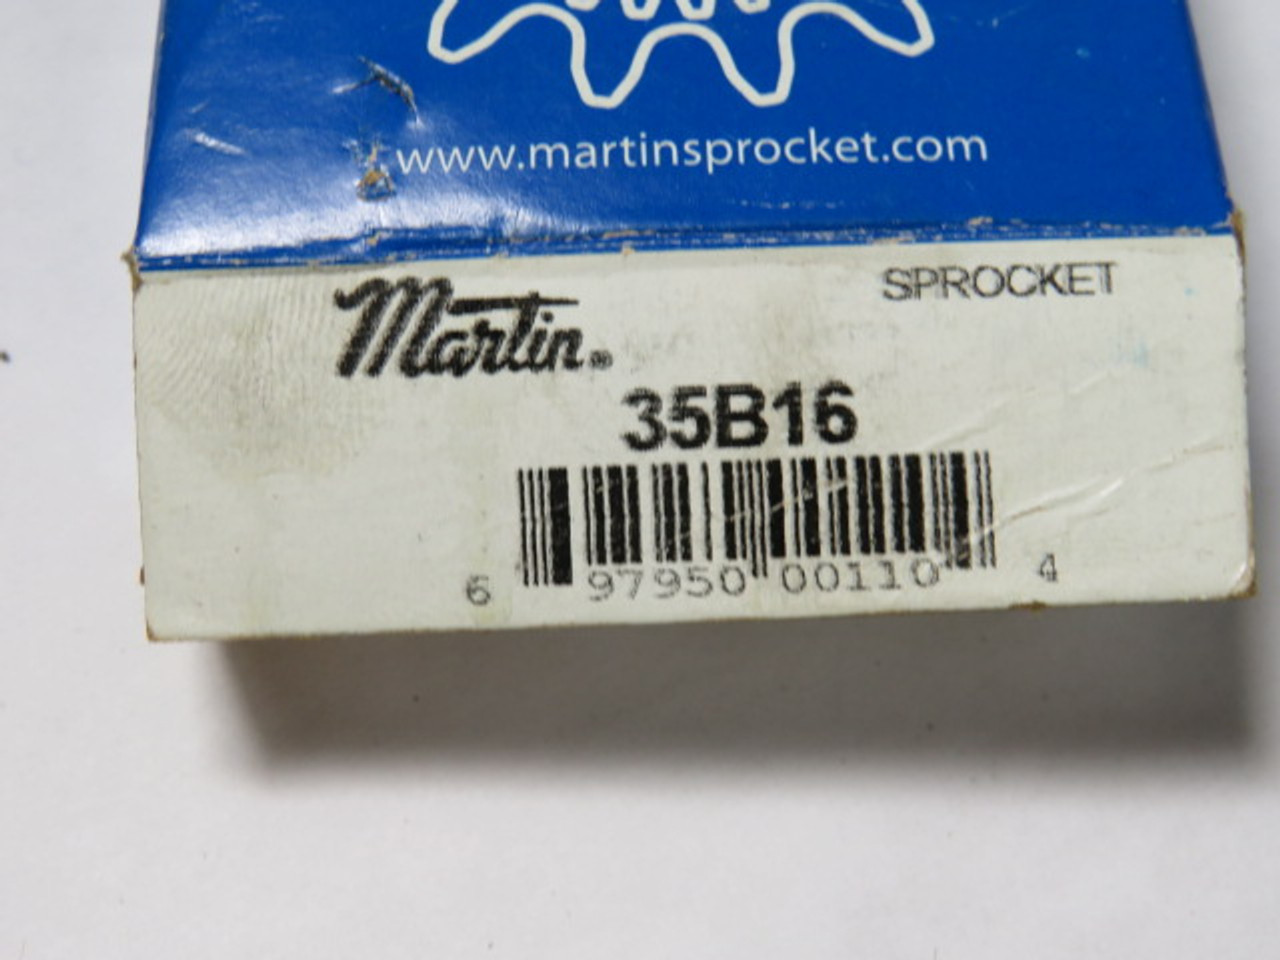 www.martinsprocket.com
Martin®
SPROCKET
35B16
6 97950 00110 4